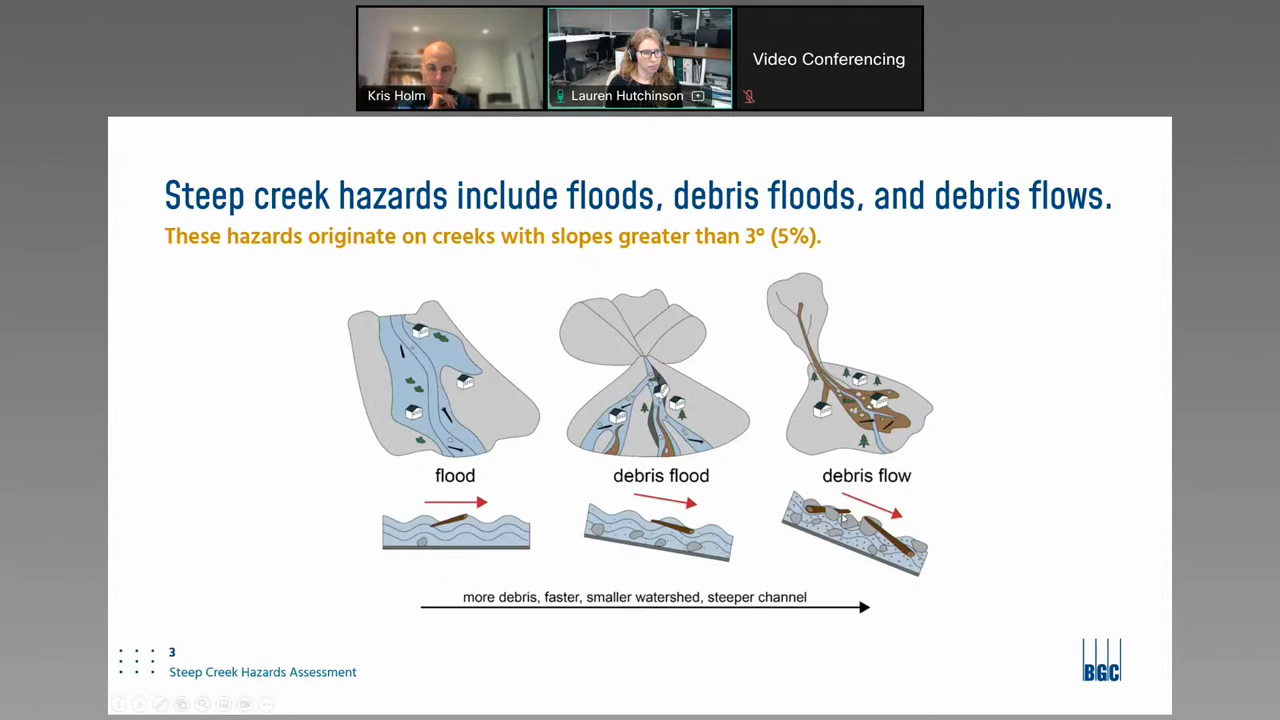 Kris Holm
Lauren Hutchinson
Video Conferencing
Steep creek hazards include floods, debris floods, and debris flows.
These hazards originate on creeks with slopes greater than 3° (5%).
flood
debris flood
debris flow
more debris, faster, smaller watershed, steeper channel
3
Steep Creek Hazards Assessment
BGC